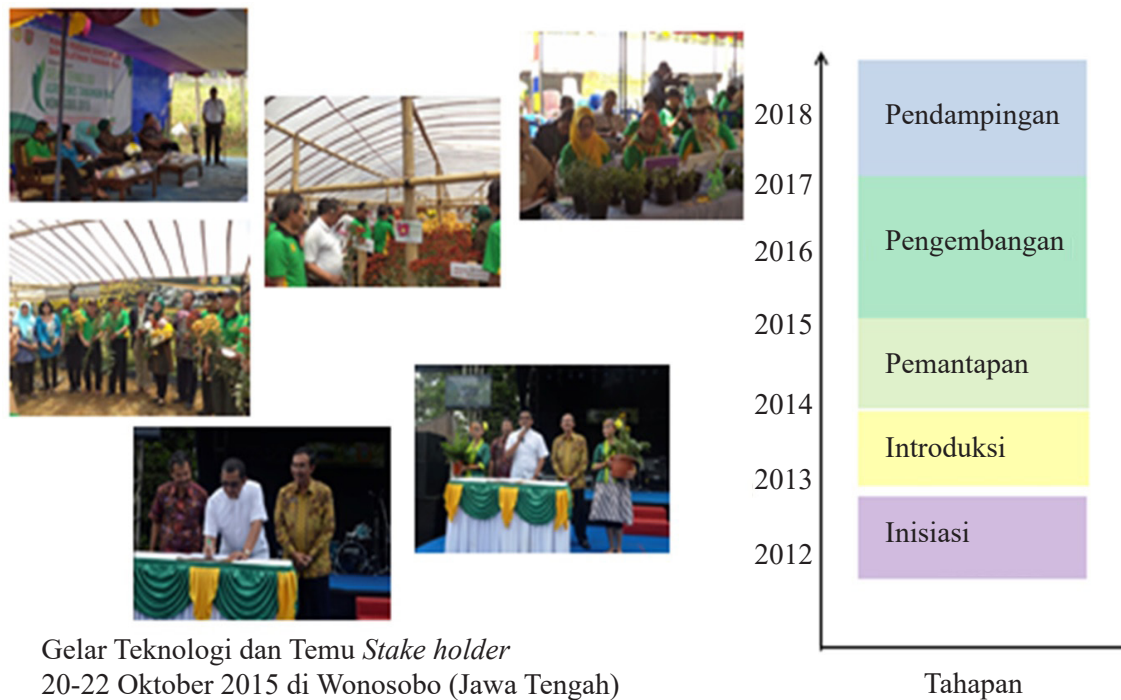 2018
Pendampingan
2017
2016
Pengembangan
2015
Pemantapan
2014
Introduksi
2013
Inisiasi
2012
Gelar Teknologi dan Temu Stake holder
20-22 Oktober 2015 di Wonosobo (Jawa Tengah)
Tahapan